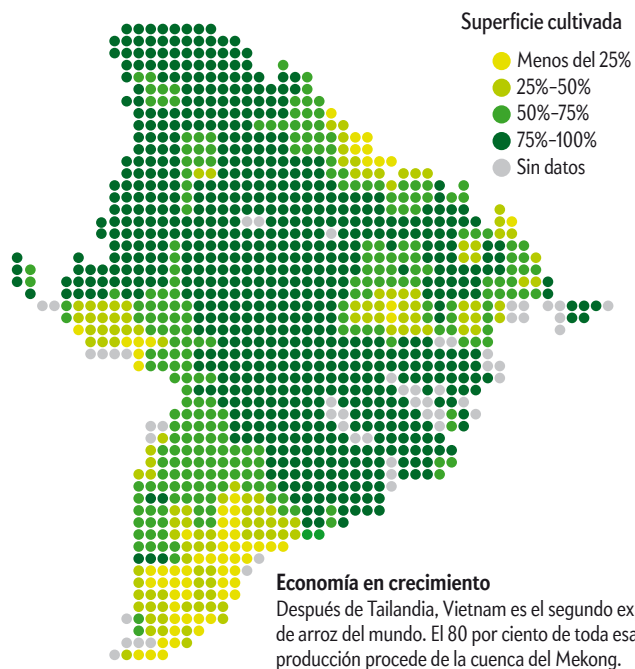 Superficie cultivada
Menos del 25%
25%–50%
50%–75%
75%–100%
Sin datos
Economía en crecimiento
Después de Tailandia, Vietnam es el segundo ex
de arroz del mundo. El 80 por ciento de toda esa
producción procede de la cuenca del Mekong.